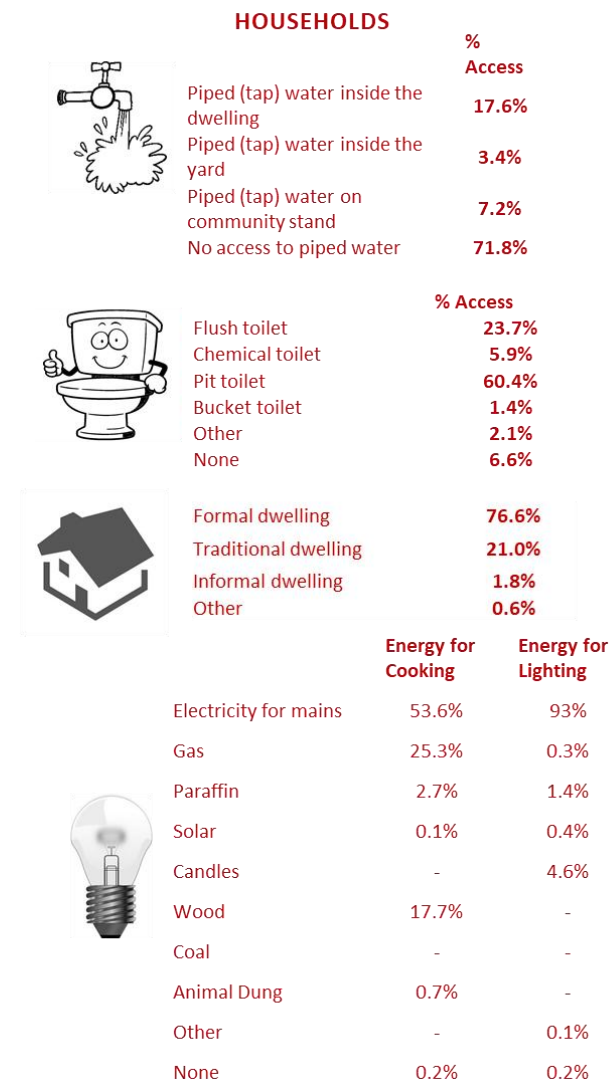 HOUSEHOLDS
%
Access
Piped (tap) water inside the
dwelling 17.6%
Piped (tap) water inside the
yard 3.4%
Piped (tap) water on
community stand 7.2%
No access to piped water 71.8%
% Access
Flush toilet 23.7%
Chemical toilet 5.9%
Pit toilet 60.4%
Bucket toilet 1.4%
Other 2.1%
None 6.6%
Formal dwelling 76.6%
Traditional dwelling 21.0%
Informal dwelling 1.8%
Other 0.6%
Energy for Energy for
Cooking Lighting
Electricity for mains 53.6% 93%
Gas 25.3% 0.3%
Paraffin 2.7% 1.4%
Solar 0.1% 0.4%
Candles - 4.6%
Wood 17.7% -
Coal - -
Animal Dung 0.7% -
Other - 0.1%
None 0.2% 0.2%